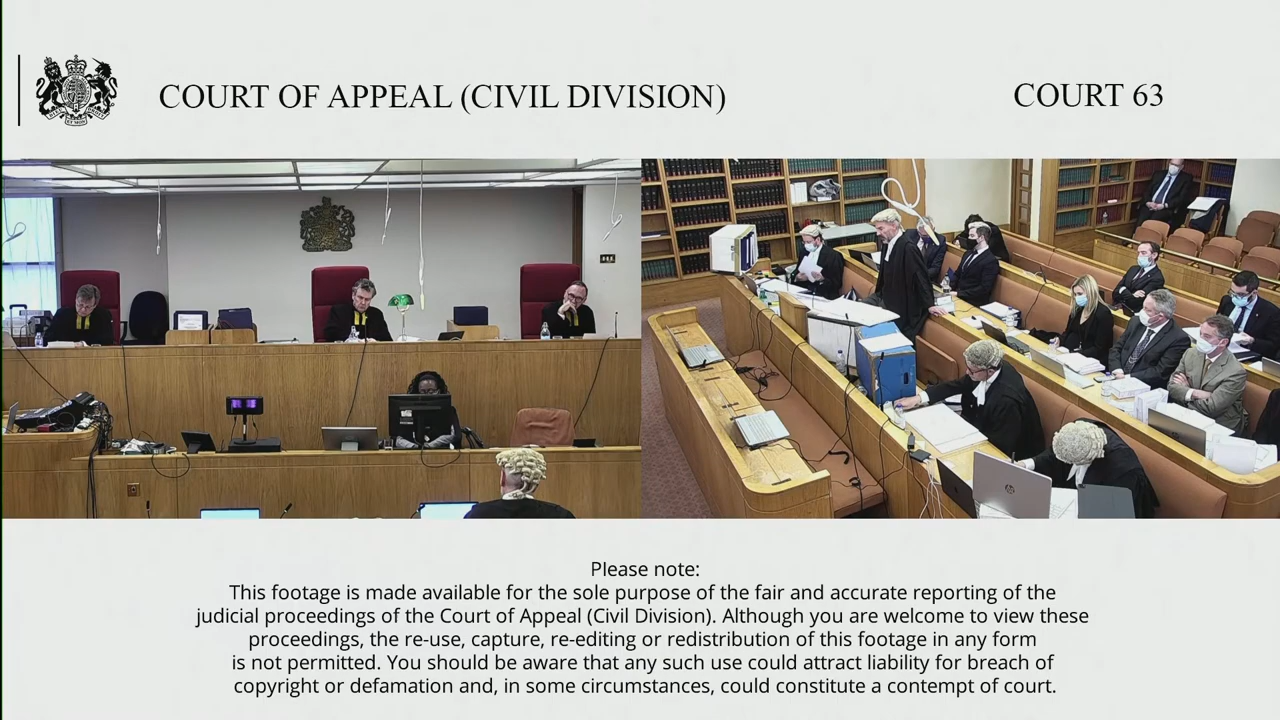 COURT OF APPEAL (CIVIL DIVISION)
COURT 63
Please note:
This footage is made available for the sole purpose of the fair and accurate reporting of the
judicial proceedings of the Court of Appeal (Civil Division). Although you are welcome to view these
proceedings, the re-use, capture, re-editing or redistribution of this footage in any form
is not permitted. You should be aware that any such use could attract liability for breach of
copyright or defamation and, in some circumstances, could constitute a contempt of court.